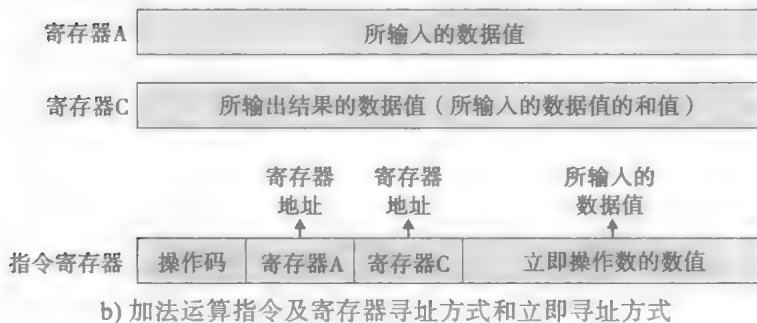 寄存器A 所输入的数据值
寄存器C 所输出结果的数据值（所输入的数据值的和值）
寄存器 寄存器 所输入的
地址 地址 数据值
指令寄存器 操作码 寄存器A 寄存器C 立即操作数的数值
b) 加法运算指令及寄存器寻址方式和立即寻址方式